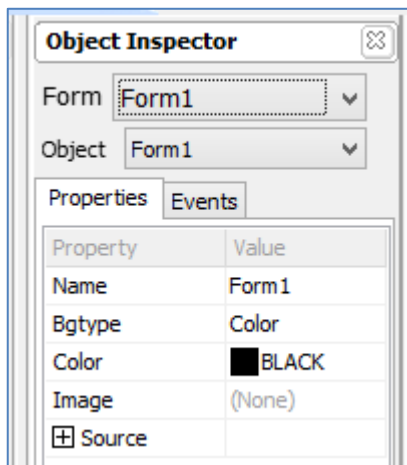 Object Inspector
Form Form1
Object Form1
Properties Events
Property Value
Name Form1
Bgtype Color
Color BLACK
Image (None)
Source